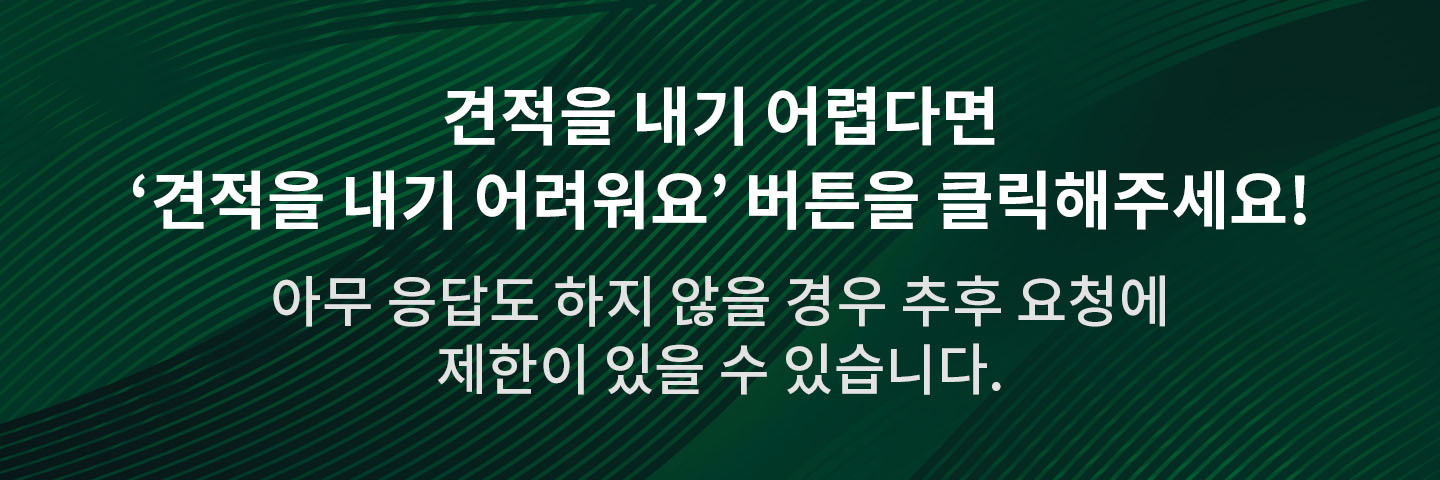 견적을 내기 어렵다면
‘견적을 내기 어려워요’ 버튼을 클릭해주세요!
아무 응답도 하지 않을 경우 추후 요청에
제한이 있을 수 있습니다.